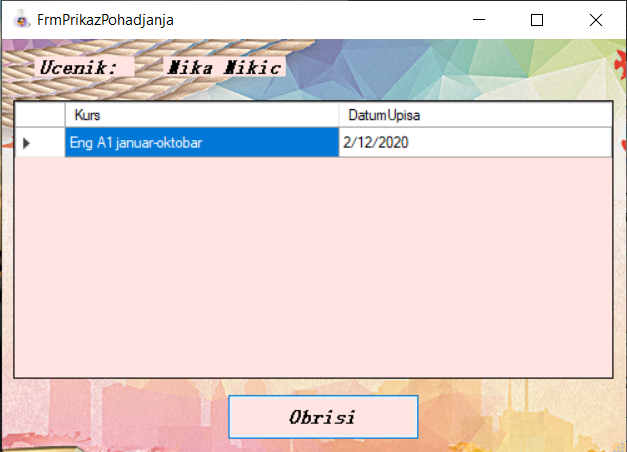 FrmPrikazPohadjanja
Ucenik: Mika Mikic
Kurs DatumUpisa
Eng A1 januar-oktobar 2/12/2020
Obrisi